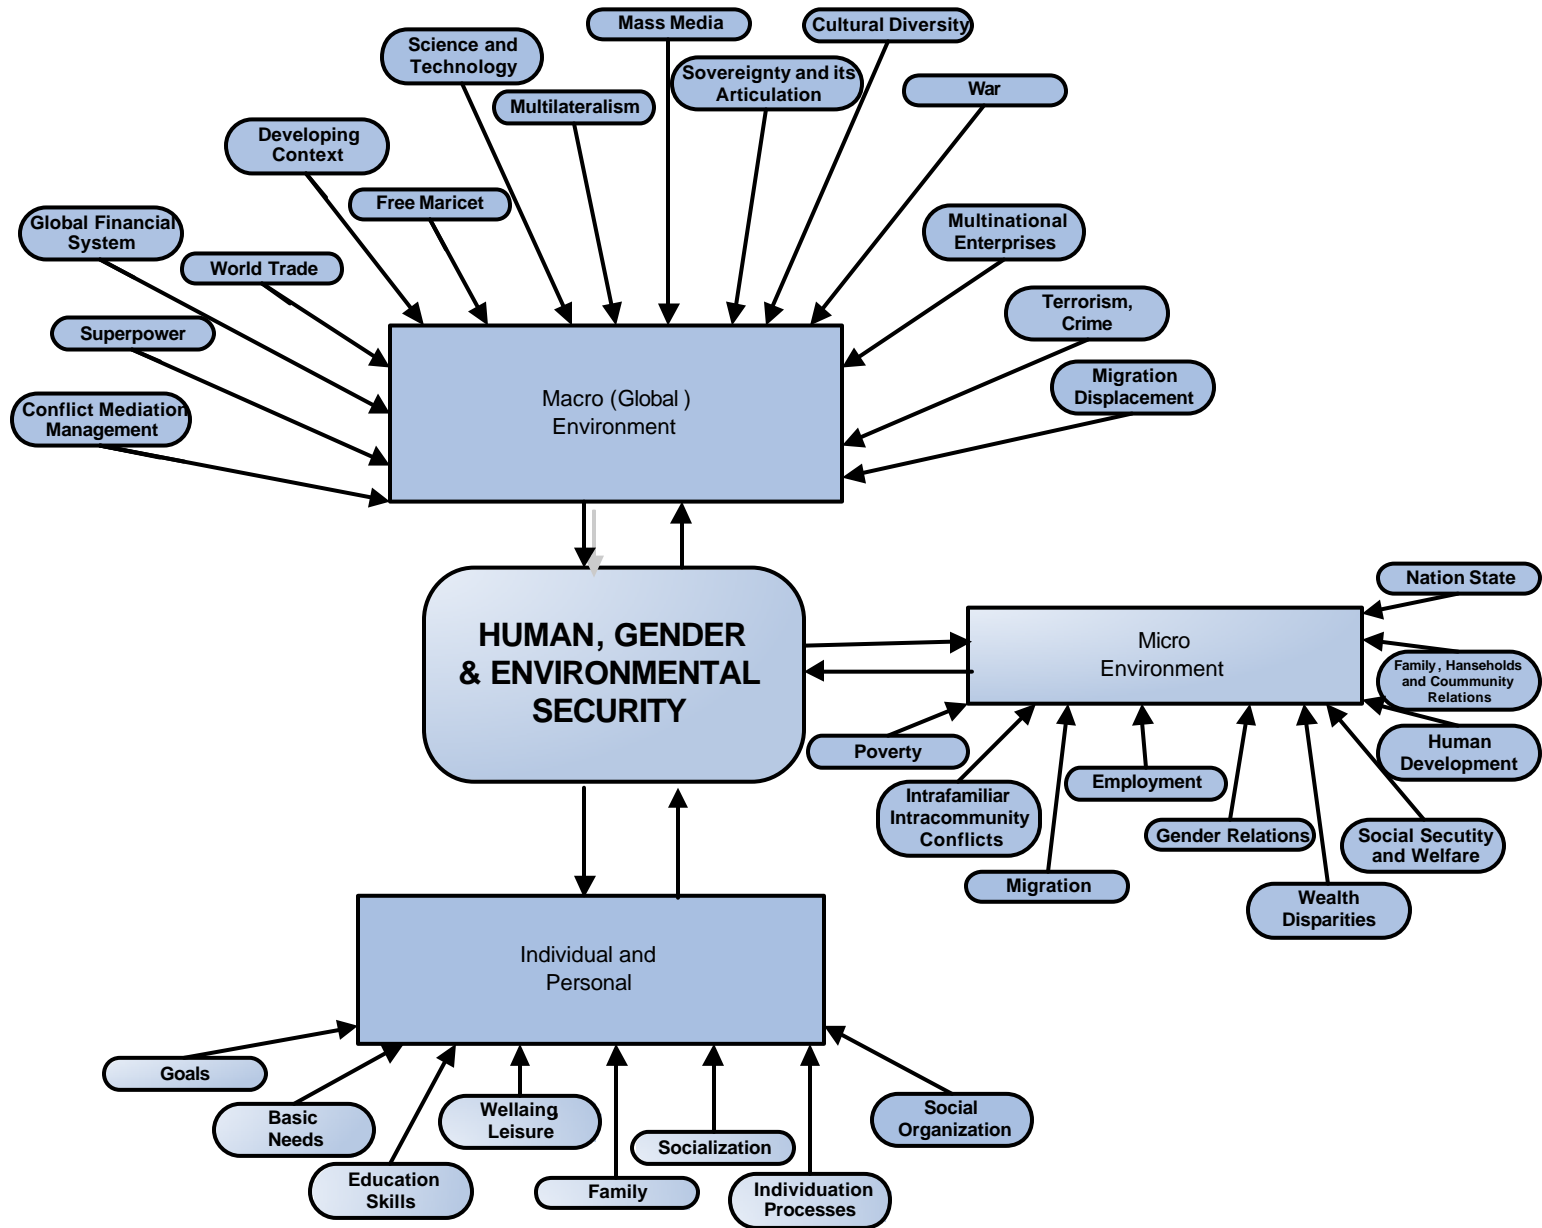 Mass Media
Cultural Diversity
Science and
Technology
Sovereignty and its
Articulation
War
Multilateralism
Developing
Context
Free Maricet
Global Financial
System
Multinational
Enterprises
World Trade
Terrorism,
Crime
Superpower
Migration
Displacement
Conflict Mediation
Management
Macro (Global )
Environment
HUMAN, GENDER
& ENVIRONMENTAL
SECURITY
Micro
Environment
Nation State
Family , Hanseholds
and Coummunity
Relations
Human
Development
Poverty
Intrafamiliar
Intracommunity
Conflicts
Employment
Gender Relations
Social Secutity
and Welfare
Migration
Wealth
Disparities
Individual and
Personal
Goals
Basic
Needs
Education
Skills
Wellaing
Leisure
Family
Socialization
Individuation
Processes
Social
Organization